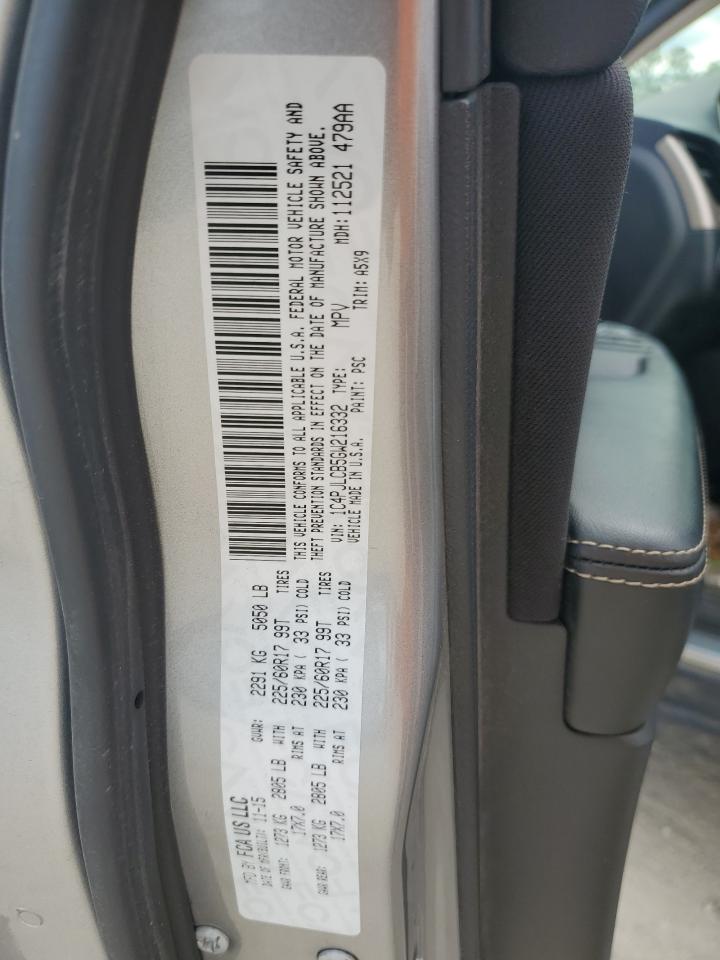 MFD BY FCA US LLC
DATE OF MFR: 11-15 GVWR: 2291 KG 5050 LB
GAWR FRONT: 1273 KG 2805 LB WITH 225/60R17 99T TIRES
17X7.0 RIMS AT 230 KPA ( 33 PSI) COLD
GAWR REAR: 1273 KG 2805 LB WITH 225/60R17 99T TIRES
17X7.0 RIMS AT 230 KPA ( 33 PSI) COLD
THIS VEHICLE CONFORMS TO ALL APPLICABLE U.S.A. FEDERAL MOTOR VEHICLE SAFETY AND
THEFT PREVENTION STANDARDS IN EFFECT ON THE DATE OF MANUFACTURE SHOWN ABOVE.
VIN: 1C4PJLCB5GW216332 TYPE: MPV MDH:112521 479AA
VEHICLE MADE IN U.S.A. PAINT: PSC TRIM: A5X9